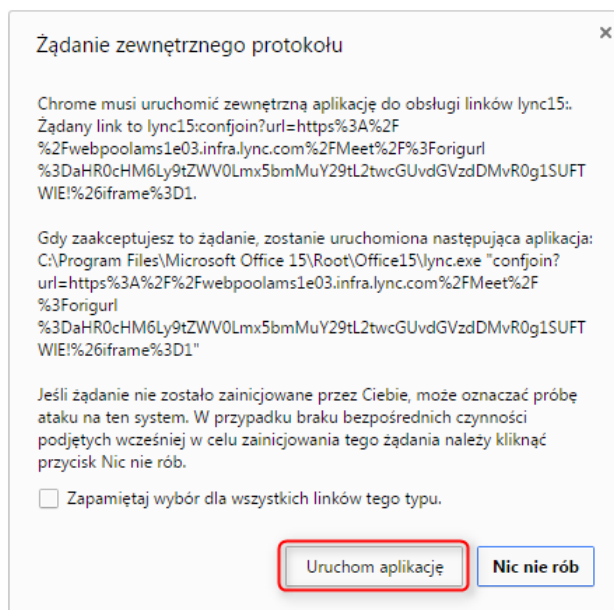 Żądanie zewnętrznego protokołu
Chrome musi uruchomić zewnętrzną aplikację do obsługi linków lync15:.
Żądany link to lync15:confjoin?url=https%3A%2F
%2Fwebpoolams1e03.infra.lync.com%2FMeet%2F%3Forigurl
%3DaHR0cHM6Ly9tZWV0Lmx5bmMuY29tL2twcGUvdGVzdDMvR0g1SUFT
WIE!%26iframe%3D1.
Gdy zaakceptujesz to żądanie, zostanie uruchomiona następująca aplikacja:
C:\Program Files\Microsoft Office 15\Root\Office15\lync.exe "confjoin?
url=https%3A%2F%2Fwebpoolams1e03.infra.lync.com%2FMeet%2F
%3Forigurl
%3DaHR0cHM6Ly9tZWV0Lmx5bmMuY29tL2twcGUvdGVzdDMvR0g1SUFT
WIE!%26iframe%3D1"
Jeśli żądanie nie zostało zainicjowane przez Ciebie, może oznaczać próbę
ataku na ten system. W przypadku braku bezpośrednich czynności
podjętych wcześniej w celu zainicjowania tego żądania należy kliknąć
przycisk Nic nie rób.
Zapamiętaj wybór dla wszystkich linków tego typu.
Uruchom aplikację Nic nie rób